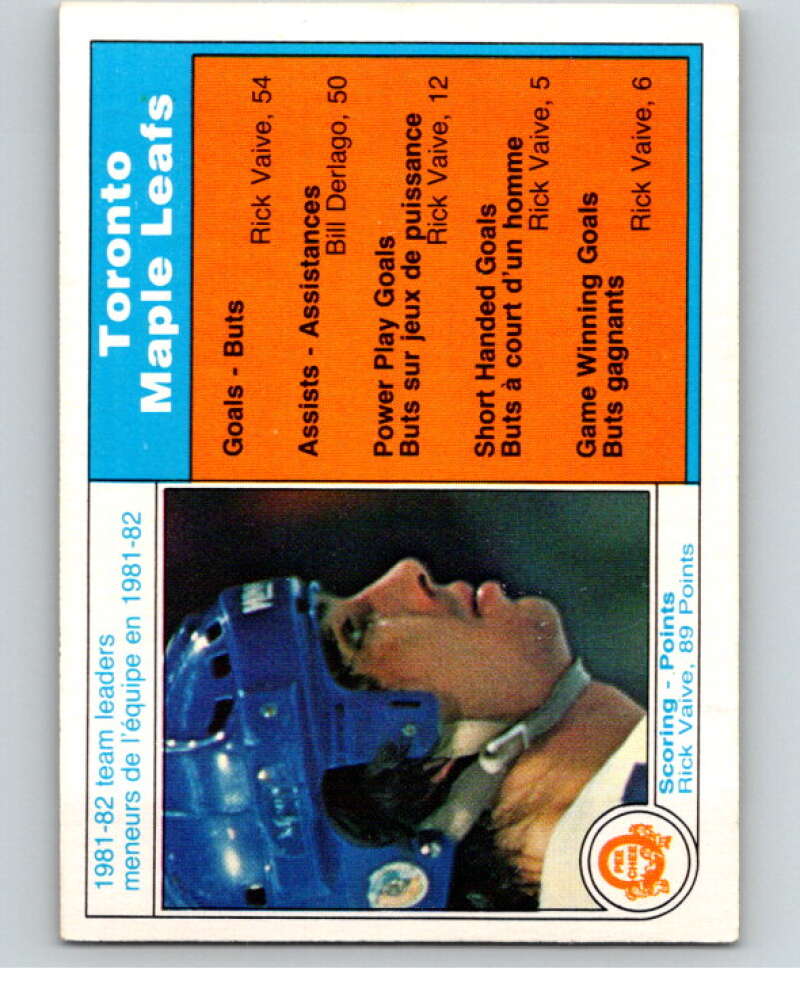 1981-82 team leaders
meneurs de l'équipe en 1981-82
Scoring - Points
Rick Vaive, 89 Points
PEE
CHEE
Toronto
Maple Leafs
Goals - Buts
Rick Vaive, 54
Assists - Assistances
Bill Derlago, 50
Power Play Goals
Buts sur jeux de puissance
Rick Vaive, 12
Short Handed Goals
Buts à court d'un homme
Rick Vaive, 5
Game Winning Goals
Buts gagnants
Rick Vaive, 6